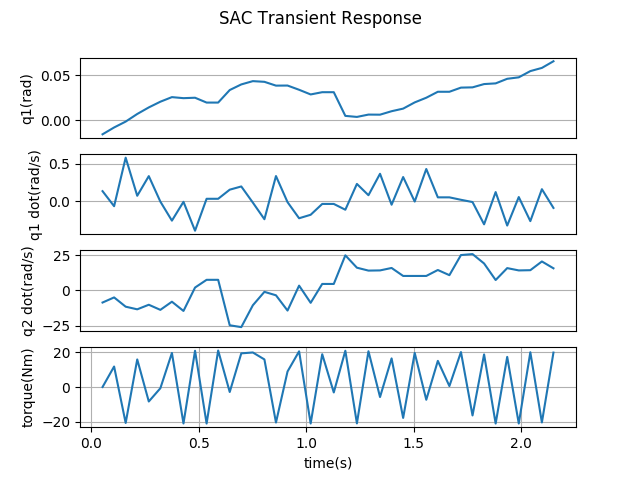 SAC Transient Response
0.05
0.00
q1(rad)
0.5
0.0
q1 dot(rad/s)
25
0
−25
q2 dot(rad/s)
20
0
−20
torque(Nm)
0.0 0.5 1.0 1.5 2.0
time(s)